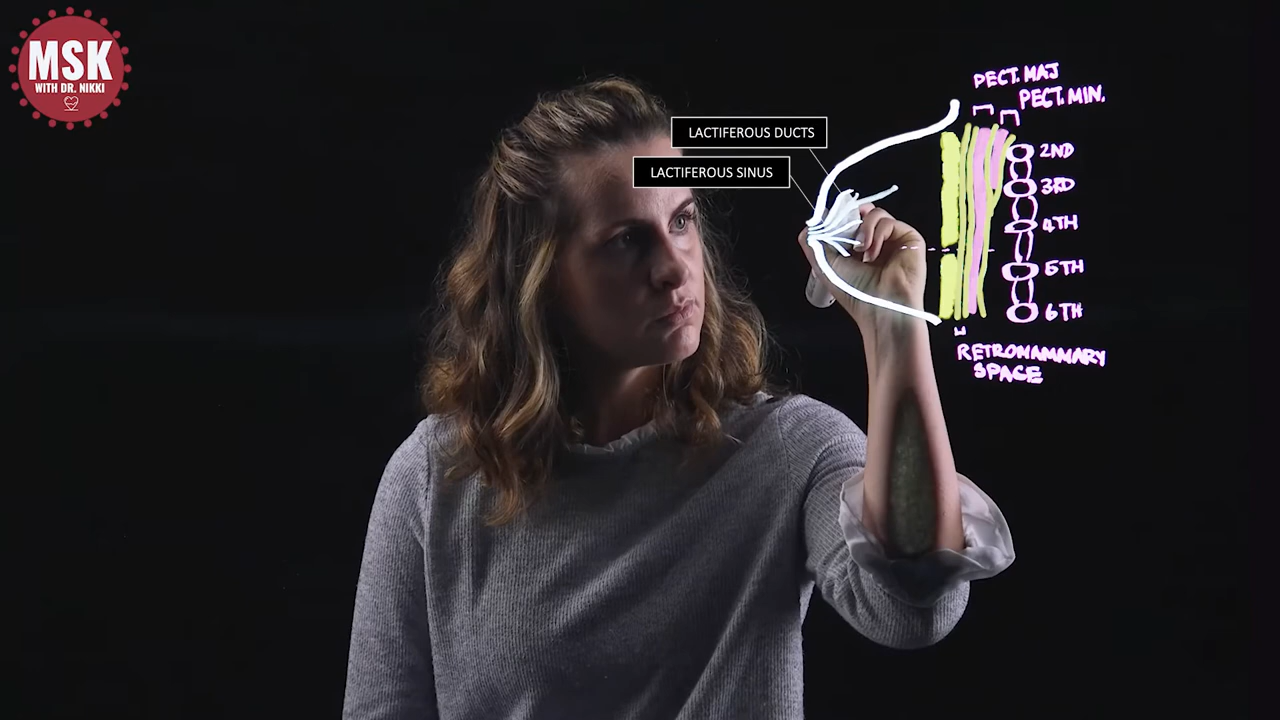 MSK
WITH DR. NIKKI
PECT. MAJ
PECT. MIN.
LACTIFEROUS DUCTS
LACTIFEROUS SINUS
2ND
3RD
4TH
5TH
6TH
RETROMAMMARY
SPACE